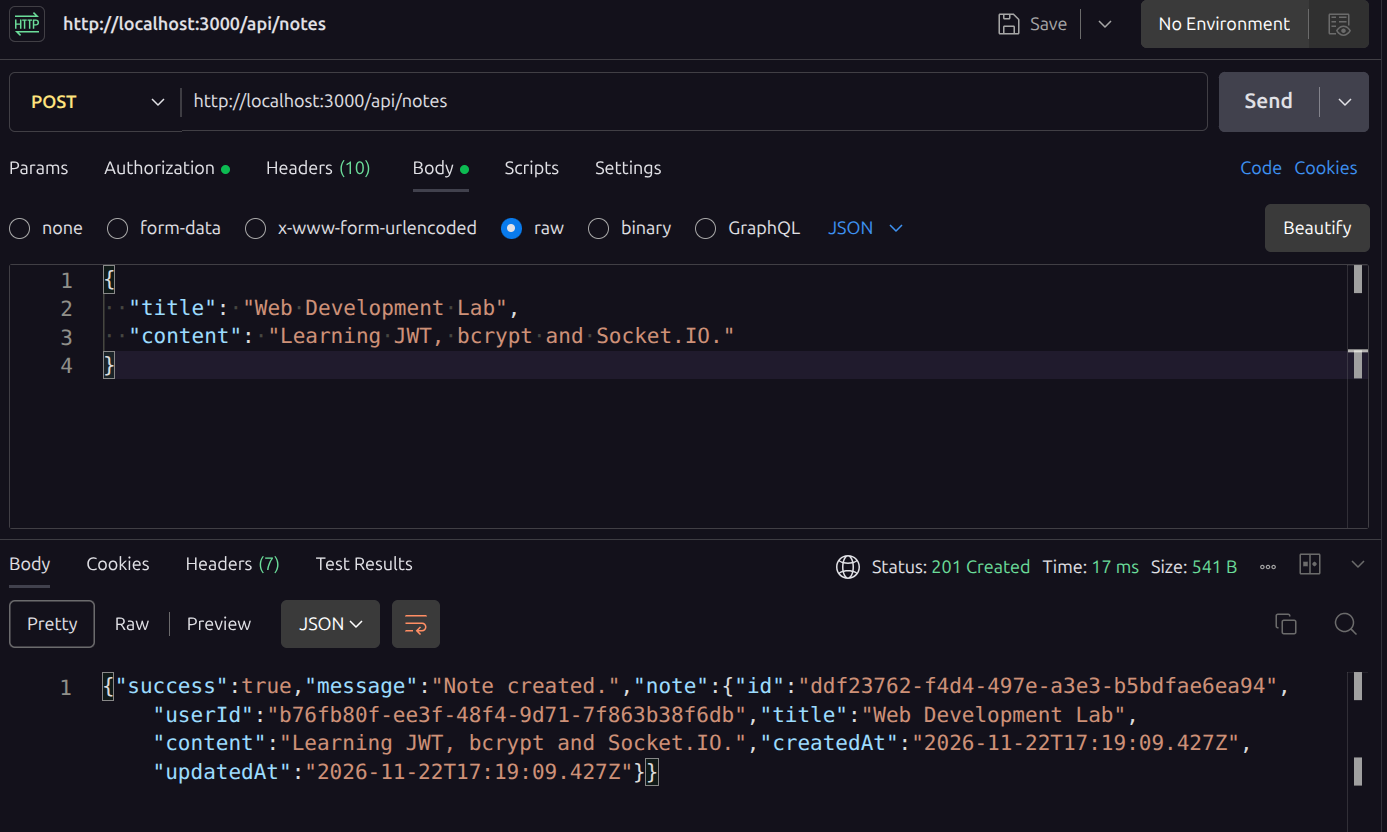 HTTP http://localhost:3000/api/notes Save No Environment
POST http://localhost:3000/api/notes Send
Params Authorization Headers (10) Body Scripts Settings Code Cookies
none form-data x-www-form-urlencoded raw binary GraphQL JSON Beautify
1 {
2 "title": "Web Development Lab",
3 "content": "Learning JWT, bcrypt and Socket.IO."
4 }
Body Cookies Headers (7) Test Results Status: 201 Created Time: 17 ms Size: 541 B
Pretty Raw Preview JSON
1 {"success":true,"message":"Note created.","note":{"id":"ddf23762-f4d4-497e-a3e3-b5bdfae6ea94",
"userId":"b76fb80f-ee3f-48f4-9d71-7f863b38f6db","title":"Web Development Lab",
"content":"Learning JWT, bcrypt and Socket.IO.","createdAt":"2026-11-22T17:19:09.427Z",
"updatedAt":"2026-11-22T17:19:09.427Z"}}